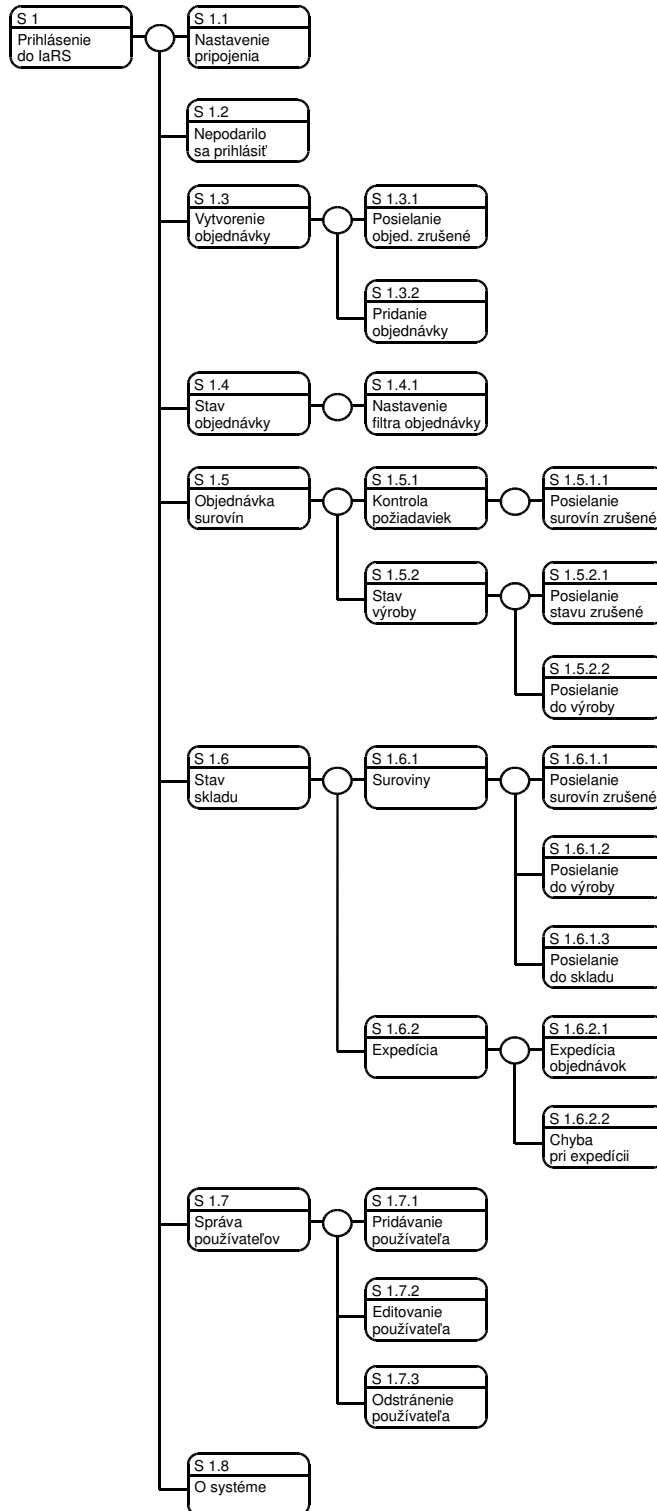 S 1
Prihlásenie
do IaRS
S 1.1
Nastavenie
pripojenia
S 1.2
Nepodarilo
sa prihlásiť
S 1.3
Vytvorenie
objednávky
S 1.3.1
Posielanie
objed. zrušené
S 1.3.2
Pridanie
objednávky
S 1.4
Stav
objednávky
S 1.4.1
Nastavenie
filtra objednávky
S 1.5
Objednávka
surovín
S 1.5.1
Kontrola
požiadaviek
S 1.5.1.1
Posielanie
surovín zrušené
S 1.5.2
Stav
výroby
S 1.5.2.1
Posielanie
stavu zrušené
S 1.5.2.2
Posielanie
do výroby
S 1.6
Stav
skladu
S 1.6.1
Suroviny
S 1.6.1.1
Posielanie
surovín zrušené
S 1.6.1.2
Posielanie
do výroby
S 1.6.1.3
Posielanie
do skladu
S 1.6.2
Expedícia
S 1.6.2.1
Expedícia
objednávok
S 1.6.2.2
Chyba
pri expedícii
S 1.7
Správa
používateľov
S 1.7.1
Pridávanie
používateľa
S 1.7.2
Editovanie
používateľa
S 1.7.3
Odstránenie
používateľa
S 1.8
O systéme